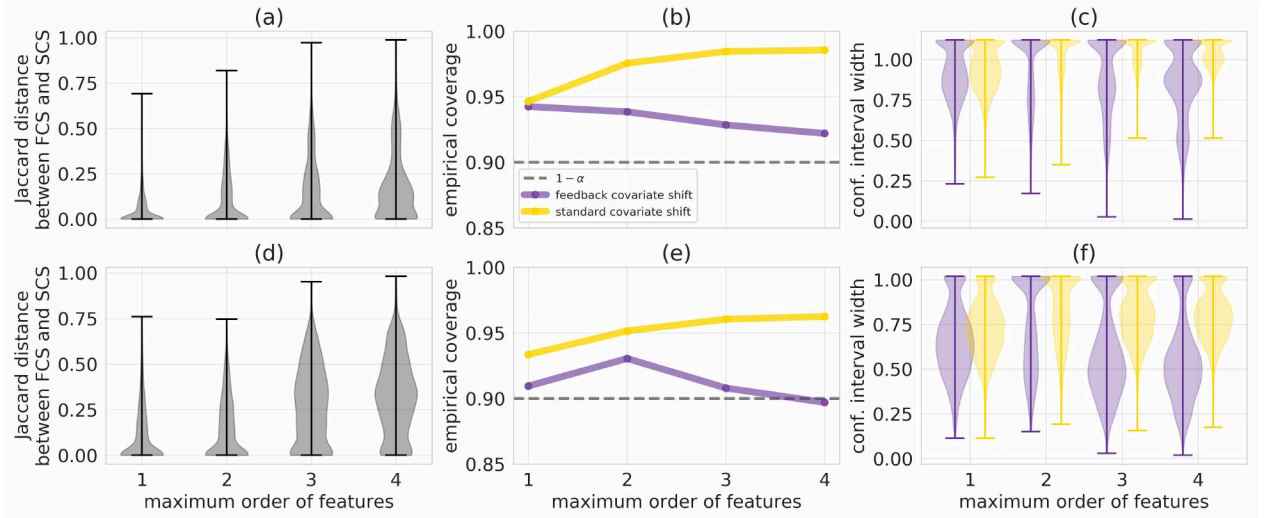 (a)
Jaccard distance
between FCS and SCS
1.00
0.75
0.50
0.25
0.00
1
2
3
4
(b)
empirical coverage
1.00
0.95
0.90
0.85
1 − α
feedback covariate shift
standard covariate shift
(c)
conf. interval width
1.00
0.75
0.50
0.25
0.00
(d)
Jaccard distance
between FCS and SCS
1.00
0.75
0.50
0.25
0.00
1
2
3
4
maximum order of features
(e)
empirical coverage
1.00
0.95
0.90
0.85
1
2
3
4
maximum order of features
(f)
conf. interval width
1.00
0.75
0.50
0.25
0.00
1
2
3
4
maximum order of features